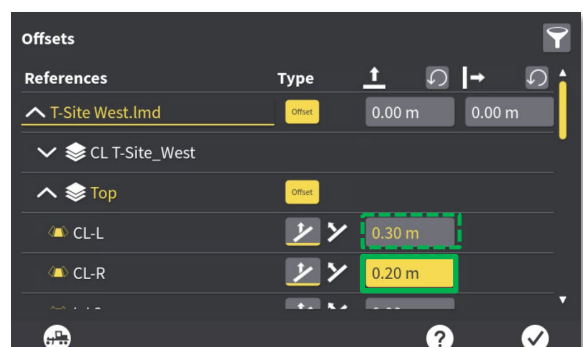 Offsets
References Type
T-Site West.lmd Offset 0.00 m 0.00 m
CL T-Site_West
Top Offset
CL-L 0.30 m
CL-R 0.20 m
?